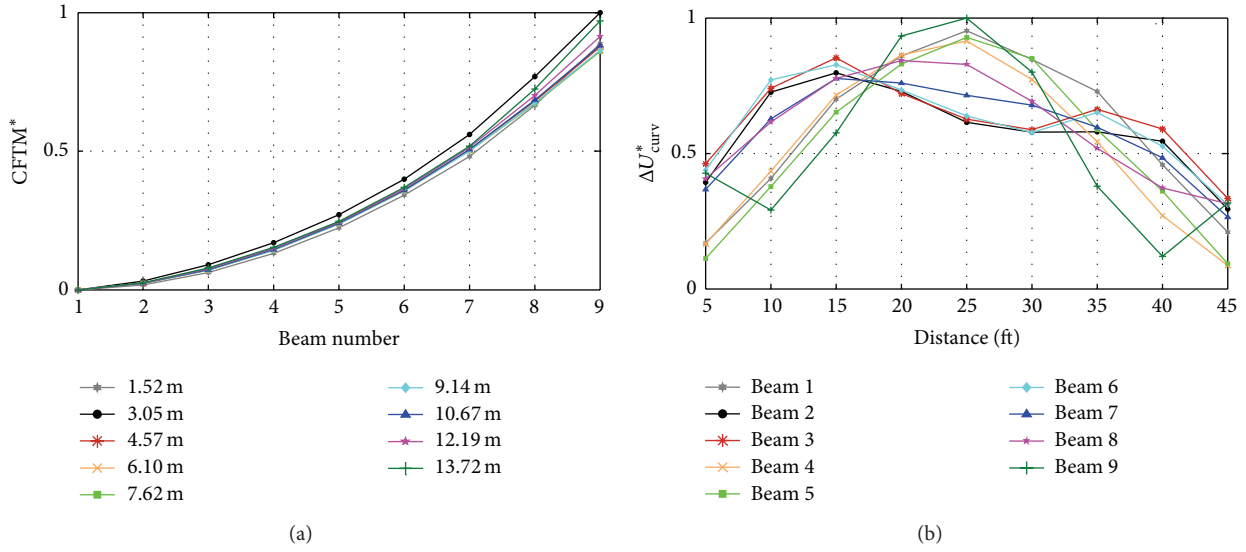 1
0.5
0
CFTM*
1 2 3 4 5 6 7 8 9
Beam number
1.52 m
3.05 m
4.57 m
6.10 m
7.62 m
9.14 m
10.67 m
12.19 m
13.72 m
(a)
1
0.5
0
ΔU*curv
5 10 15 20 25 30 35 40 45
Distance (ft)
Beam 1
Beam 2
Beam 3
Beam 4
Beam 5
Beam 6
Beam 7
Beam 8
Beam 9
(b)